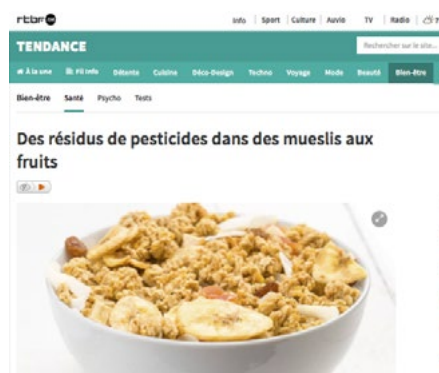 rtbf.be Info Sport Culture Auvio TV Radio
TENDANCE Rechercher sur le site...
À la une Fil info Détente Cuisine Déco-Design Techno Voyage Mode Beauté Bien-être
Bien-être Santé Psycho Tests
Des résidus de pesticides dans des mueslis aux
fruits